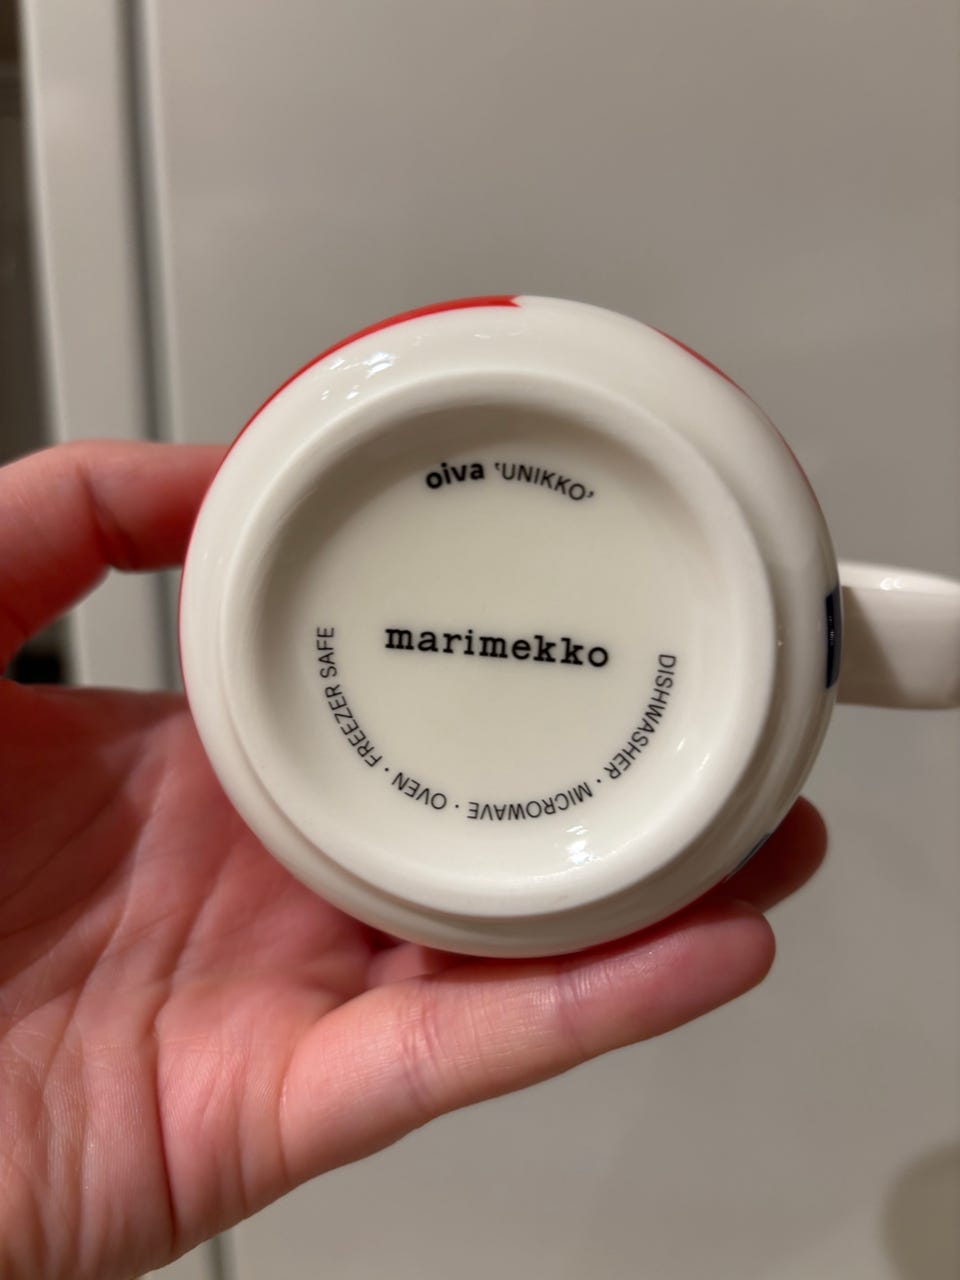 oiva ‘UNIKKO’
marimekko
DISHWASHER · MICROWAVE · OVEN · FREEZER SAFE